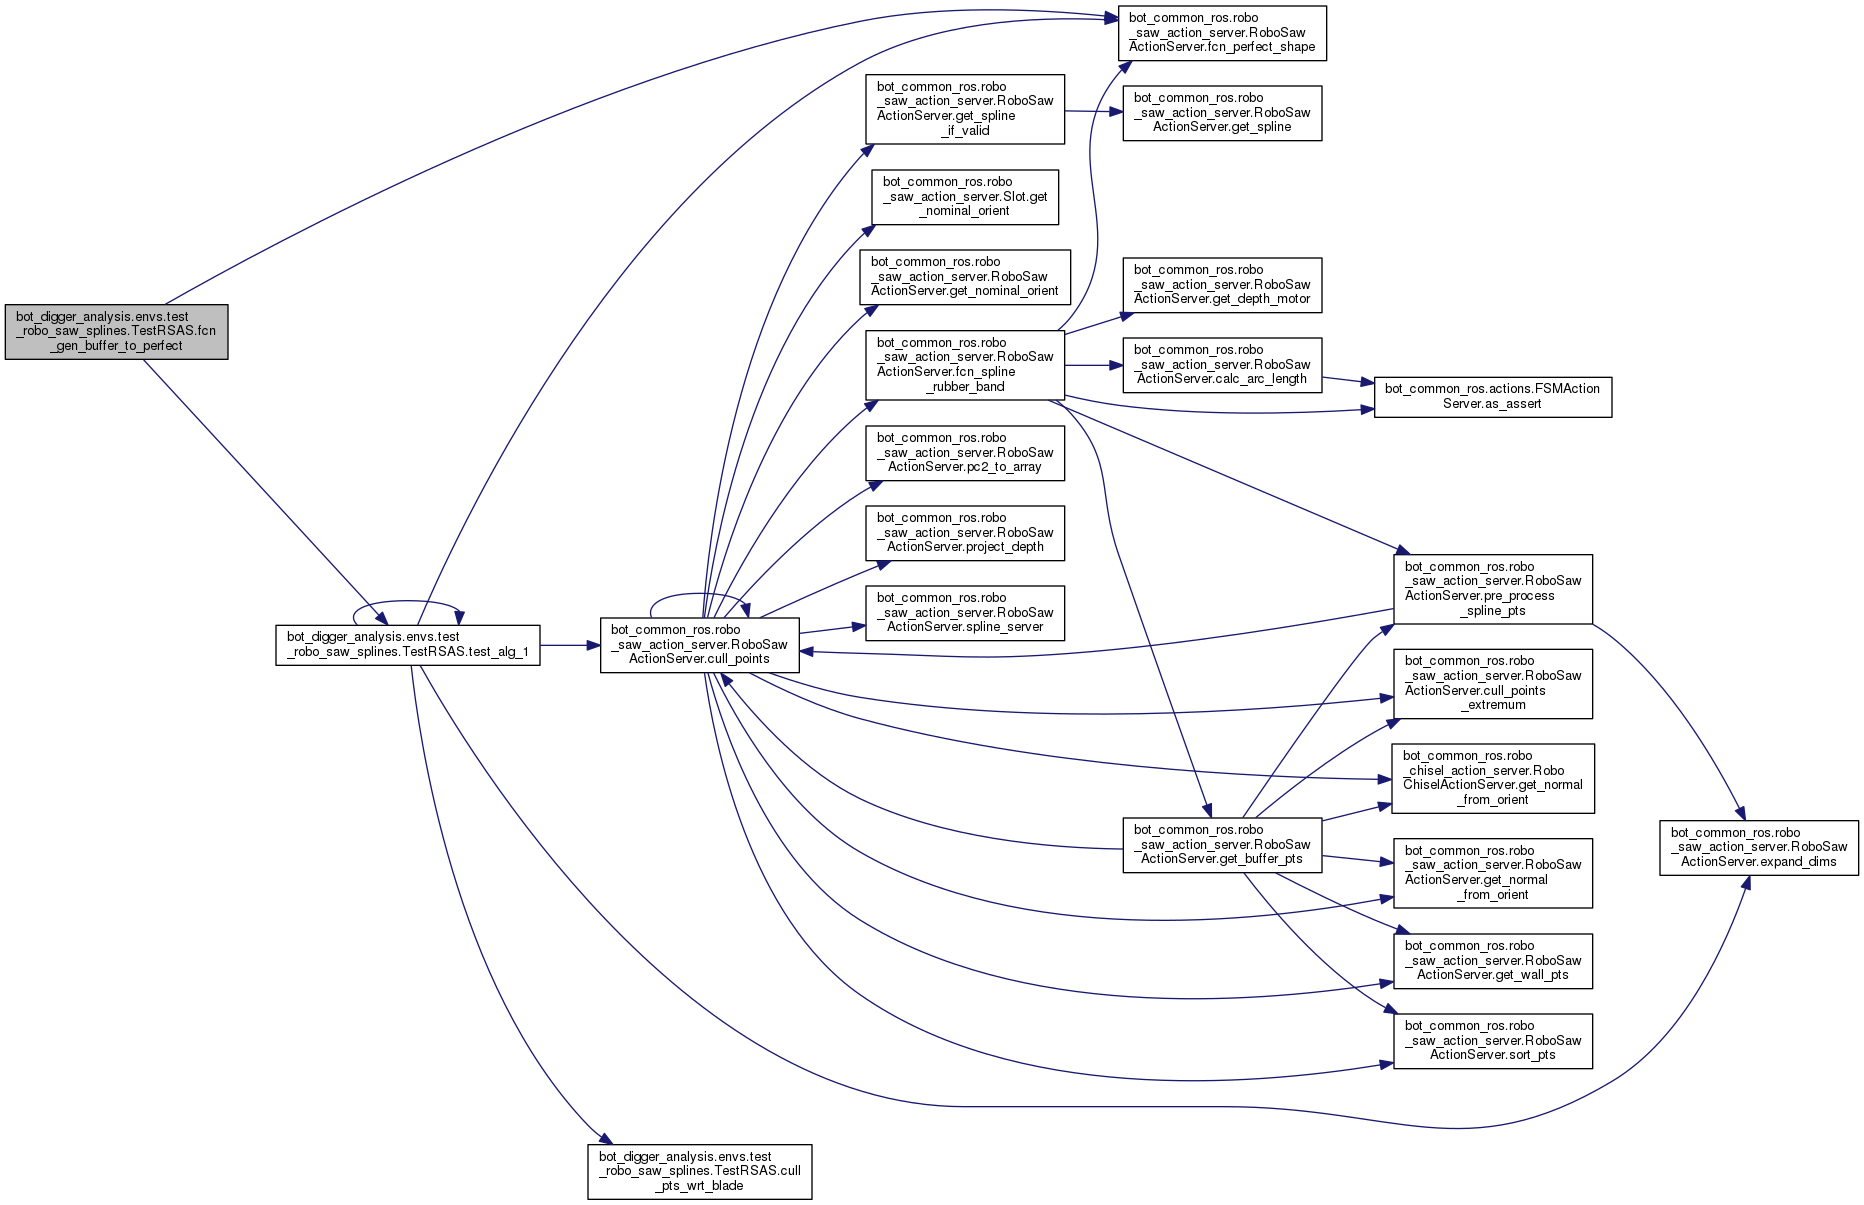 bot_common_ros.robo
_saw_action_server.RoboSaw
ActionServer.fcn_perfect_shape
bot_common_ros.robo
_saw_action_server.RoboSaw
ActionServer.get_spline
_if_valid
bot_common_ros.robo
_saw_action_server.RoboSaw
ActionServer.get_spline
bot_common_ros.robo
_saw_action_server.Slot.get
_nominal_orient
bot_common_ros.robo
_saw_action_server.RoboSaw
ActionServer.get_nominal_orient
bot_common_ros.robo
_saw_action_server.RoboSaw
ActionServer.get_depth_motor
bot_digger_analysis.envs.test
_robo_saw_splines.TestRSAS.fcn
_gen_buffer_to_perfect
bot_common_ros.robo
_saw_action_server.RoboSaw
ActionServer.fcn_spline
_rubber_band
bot_common_ros.robo
_saw_action_server.RoboSaw
ActionServer.calc_arc_length
bot_common_ros.actions.FSMAction
Server.as_assert
bot_common_ros.robo
_saw_action_server.RoboSaw
ActionServer.pc2_to_array
bot_common_ros.robo
_saw_action_server.RoboSaw
ActionServer.project_depth
bot_common_ros.robo
_saw_action_server.RoboSaw
ActionServer.pre_process
_spline_pts
bot_common_ros.robo
_saw_action_server.RoboSaw
ActionServer.spline_server
bot_digger_analysis.envs.test
_robo_saw_splines.TestRSAS.test_alg_1
bot_common_ros.robo
_saw_action_server.RoboSaw
ActionServer.cull_points
bot_common_ros.robo
_saw_action_server.RoboSaw
ActionServer.cull_points
_extremum
bot_common_ros.robo
_chisel_action_server.Robo
ChiselActionServer.get_normal
_from_orient
bot_common_ros.robo
_saw_action_server.RoboSaw
ActionServer.get_buffer_pts
bot_common_ros.robo
_saw_action_server.RoboSaw
ActionServer.expand_dims
bot_common_ros.robo
_saw_action_server.RoboSaw
ActionServer.get_normal
_from_orient
bot_common_ros.robo
_saw_action_server.RoboSaw
ActionServer.get_wall_pts
bot_common_ros.robo
_saw_action_server.RoboSaw
ActionServer.sort_pts
bot_digger_analysis.envs.test
_robo_saw_splines.TestRSAS.cull
_pts_wrt_blade